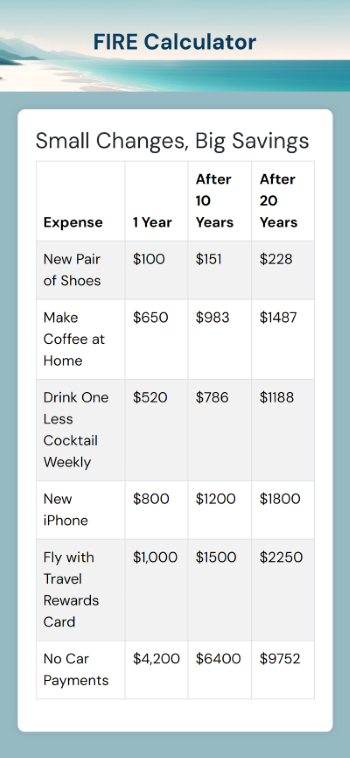 FIRE Calculator
Small Changes, Big Savings
Expense 1 Year After 10 Years After 20 Years
New Pair of Shoes $100 $151 $228
Make Coffee at Home $650 $983 $1487
Drink One Less Cocktail Weekly $520 $786 $1188
New iPhone $800 $1200 $1800
Fly with Travel Rewards Card $1,000 $1500 $2250
No Car Payments $4,200 $6400 $9752